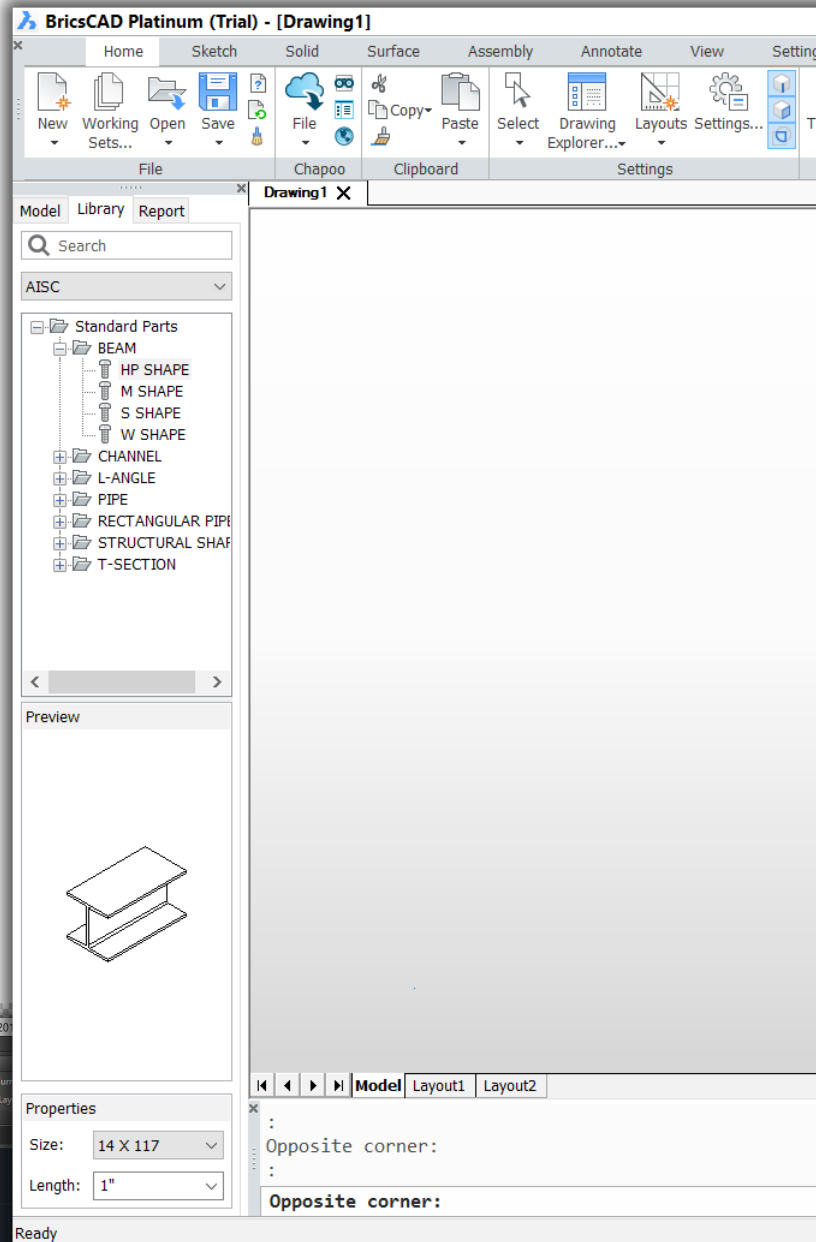 BricsCAD Platinum (Trial) - [Drawing1]
Home Sketch Solid Surface Assembly Annotate View Setting
New Working Sets... Open Save File Copy Paste Select Drawing Explorer... Layouts Settings... T
File Chapoo Clipboard Settings
Drawing1
Model Library Report
Search
AISC
Standard Parts
BEAM
HP SHAPE
M SHAPE
S SHAPE
W SHAPE
CHANNEL
L-ANGLE
PIPE
RECTANGULAR PIPE
STRUCTURAL SHAP
T-SECTION
Preview
201
Model Layout1 Layout2
Properties
Size: 14 X 117
Length: 1"
:
Opposite corner:
:
Opposite corner:
Ready